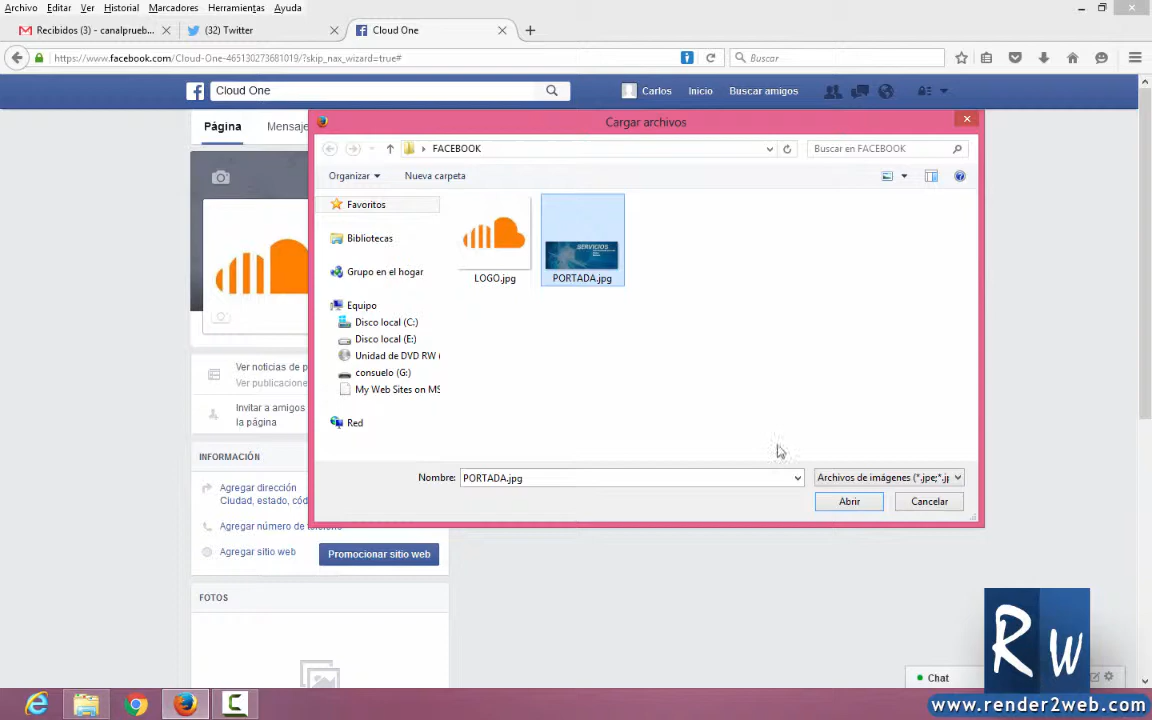 Archivo Editar Ver Historial Marcadores Herramientas Ayuda
Recibidos (3) - canalprueb...
(32) Twitter
Cloud One
https://www.facebook.com/Cloud-One-465130273681019/?skip_nax_wizard=true#
Buscar
Cloud One
Carlos Inicio Buscar amigos
Página Mensaje
Cargar archivos
FACEBOOK
Buscar en FACEBOOK
Organizar Nueva carpeta
Favoritos
Bibliotecas
Grupo en el hogar
Equipo
Disco local (C:)
Disco local (E:)
Unidad de DVD RW (
consuelo (G:)
My Web Sites on MS
Red
SERVICIOS
LOGO.jpg PORTADA.jpg
Nombre: PORTADA.jpg
Archivos de imágenes (*.jpe;*.jp
Abrir Cancelar
Ver noticias de p
Ver publicacione
Invitar a amigos
la página
INFORMACIÓN
Agregar dirección
Ciudad, estado, cód
Agregar número de teléfono
Agregar sitio web
Promocionar sitio web
FOTOS
Chat
Rw
www.render2web.com